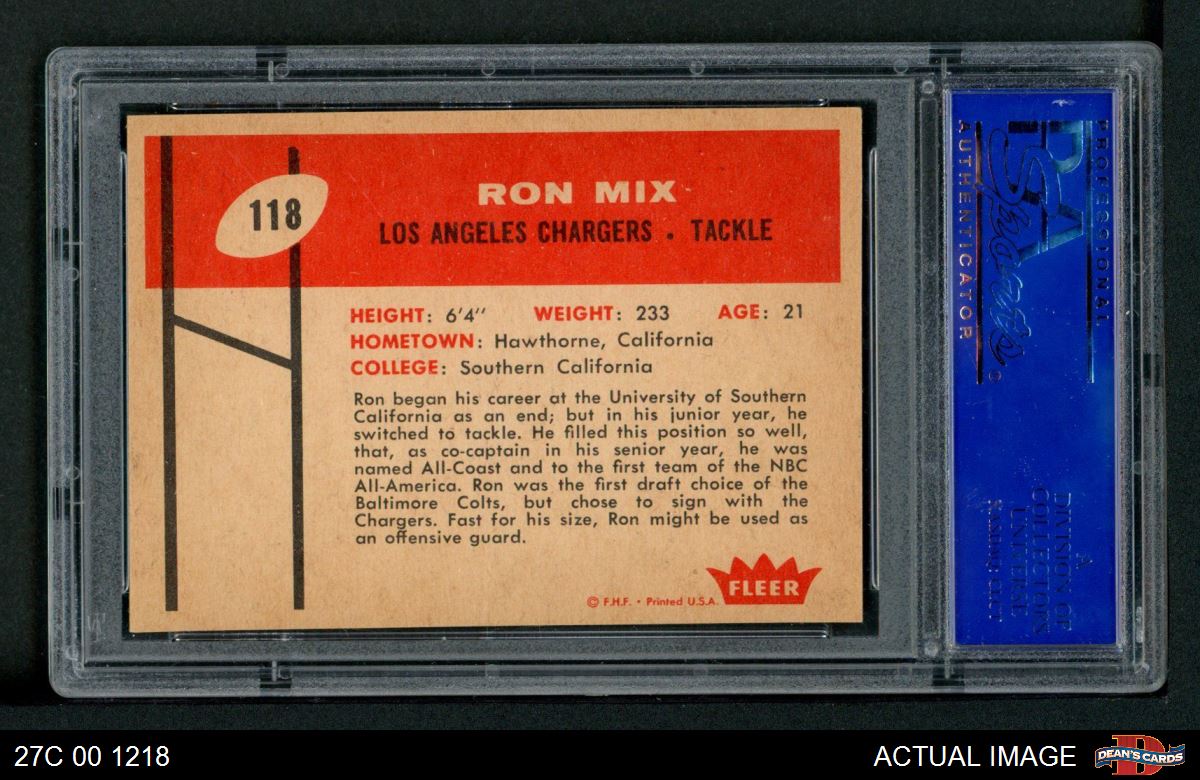 118
RON MIX
LOS ANGELES CHARGERS . TACKLE
HEIGHT: 6'4" WEIGHT: 233 AGE: 21
HOMETOWN: Hawthorne, California
COLLEGE: Southern California
Ron began his career at the University of Southern
California as an end; but in his junior year, he
switched to tackle. He filled this position so well,
that, as co-captain in his senior year, he was
named All-Coast and to the first team of the NBC
All-America. Ron was the first draft choice of the
Baltimore Colts, but chose to sign with the
Chargers. Fast for his size, Ron might be used as
an offensive guard.
FLEER
© F.H.F. • Printed U.S.A.
PROFESSIONAL
PSA
Sports
AUTHENTICATOR
A
DIVISION OF
COLLECTORS
UNIVERSE
NASDAQ: CLCT
27C 00 1218
ACTUAL IMAGE
DEAN'S CARDS